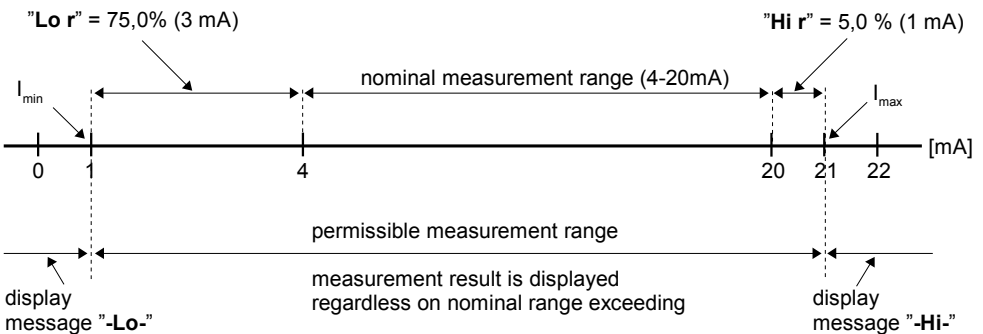 "Lo r" = 75,0% (3 mA)
"Hi r" = 5,0 % (1 mA)
nominal measurement range (4-20mA)
Imin
Imax
[mA]
0 1 4 20 21 22
permissible measurement range
measurement result is displayed
regardless on nominal range exceeding
display
message "-Lo-"
display
message "-Hi-"